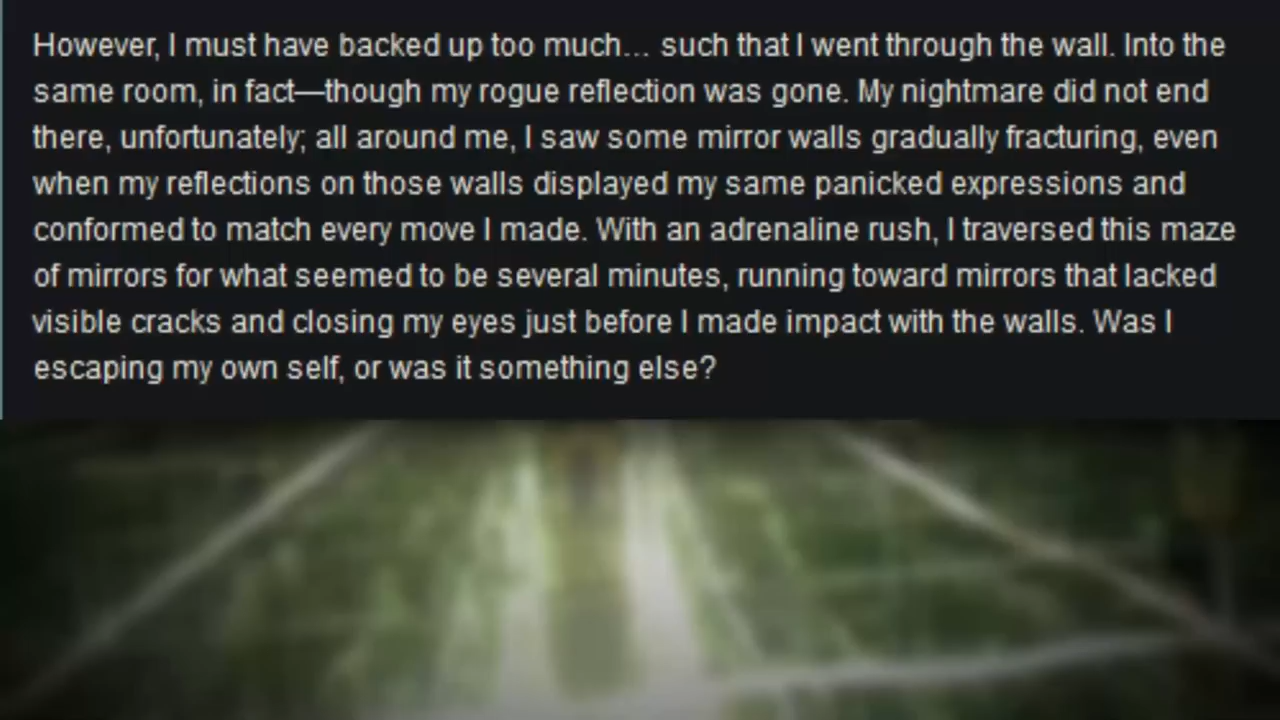 However, I must have backed up too much... such that I went through the wall. Into the
same room, in fact—though my rogue reflection was gone. My nightmare did not end
there, unfortunately; all around me, I saw some mirror walls gradually fracturing, even
when my reflections on those walls displayed my same panicked expressions and
conformed to match every move I made. With an adrenaline rush, I traversed this maze
of mirrors for what seemed to be several minutes, running toward mirrors that lacked
visible cracks and closing my eyes just before I made impact with the walls. Was I
escaping my own self, or was it something else?